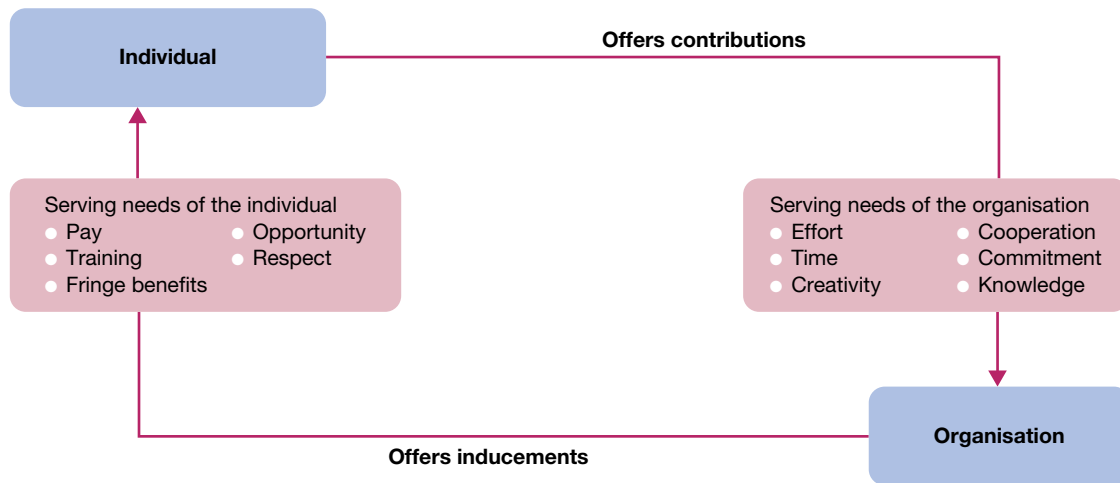 Individual
Offers contributions
Serving needs of the individual
● Pay ● Opportunity
● Training ● Respect
● Fringe benefits
Serving needs of the organisation
● Effort ● Cooperation
● Time ● Commitment
● Creativity ● Knowledge
Organisation
Offers inducements